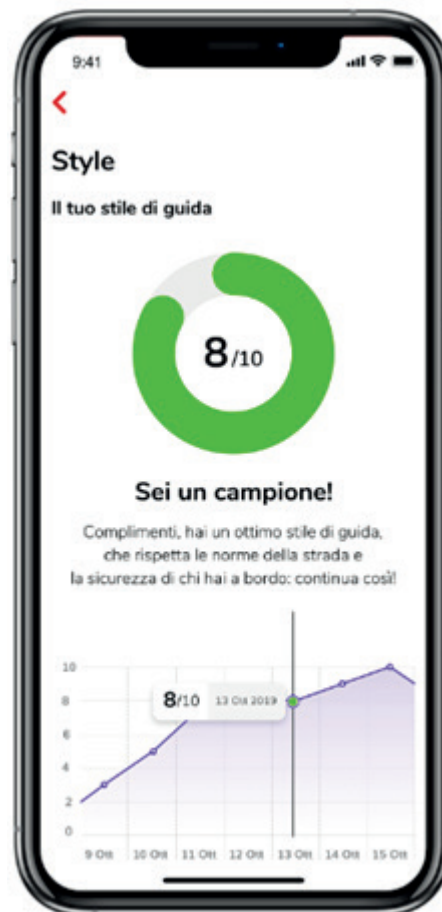 9:41
Style
Il tuo stile di guida
8/10
Sei un campione!
Complimenti, hai un ottimo stile di guida,
che rispetta le norme della strada e
la sicurezza di chi hai a bordo: continua così!
10
8
6
4
2
0
8/10 13 Ott 2019
9 Ott 10 Ott 11 Ott 12 Ott 13 Ott 14 Ott 15 Ott